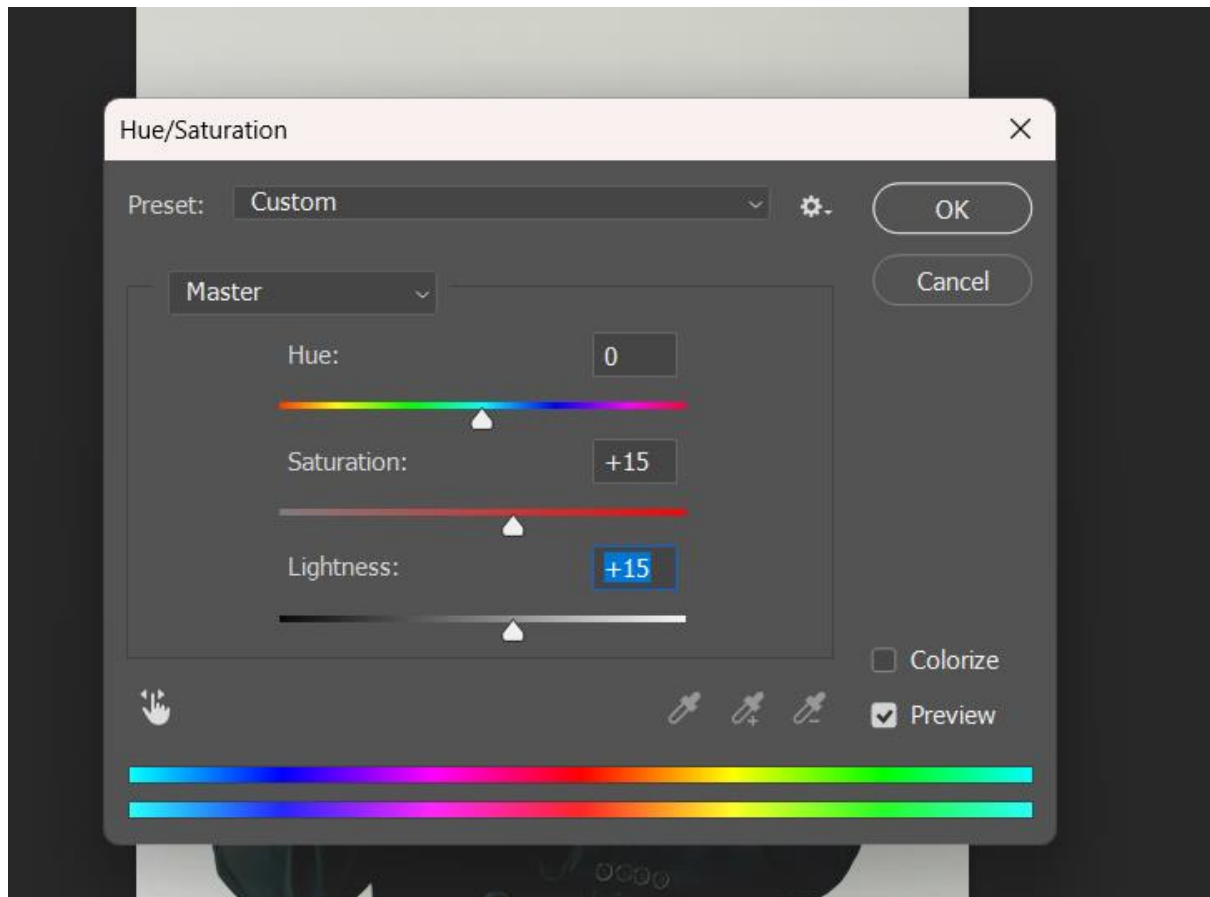 Hue/Saturation
Preset: Custom
OK
Cancel
Master
Hue: 0
Saturation: +15
Lightness: +15
Colorize
Preview